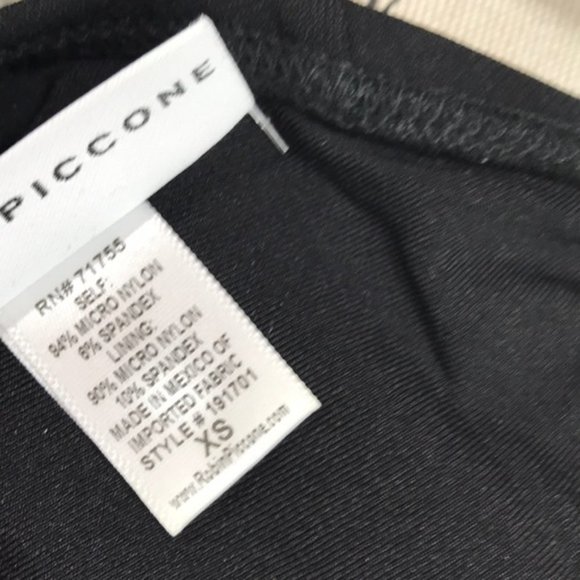 PICCONE
RN# 71755
SELF:
94% MICRO NYLON
6% SPANDEX
LINING:
90% MICRO NYLON
10% SPANDEX
MADE IN MEXICO OF
IMPORTED FABRIC
STYLE # 191701
XS
www.RobinPiccone.com